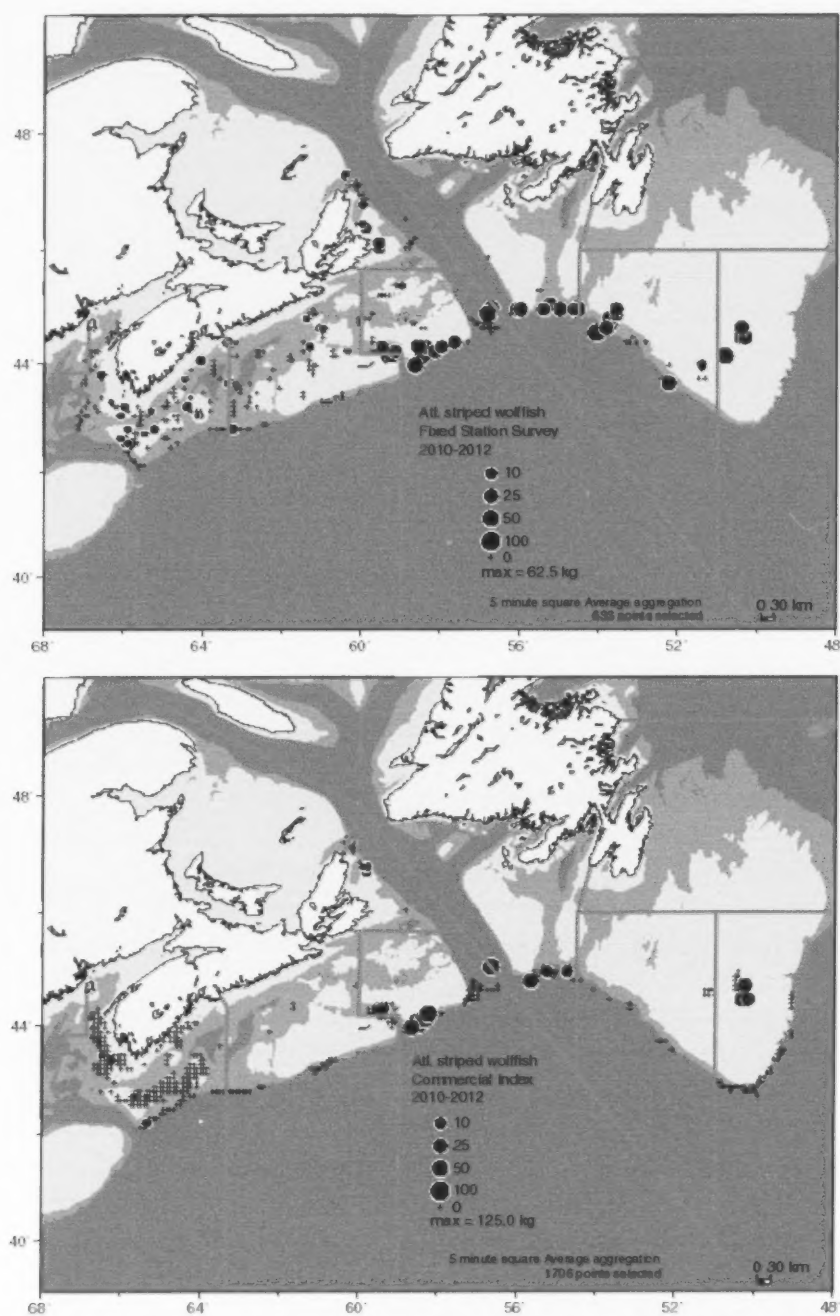 48°
44°
40°
Atl. striped wolffish
Fixed Station Survey
2010-2012
10
25
50
100
0
max = 62.5 kg
5 minute square Average aggregation
points selected
0 30 km
68° 64° 60° 56° 52° 48°
48°
44°
40°
Atl. striped wolffish
Commercial Index
2010-2012
10
25
50
100
0
max = 125.0 kg
5 minute square Average aggregation
1706 points selected
0 30 km
68° 64° 60° 56° 52° 48°